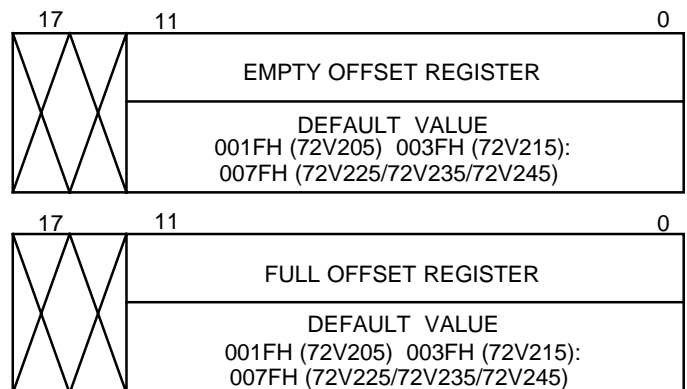 17 11 0
EMPTY OFFSET REGISTER
DEFAULT VALUE
001FH (72V205) 003FH (72V215):
007FH (72V225/72V235/72V245)
17 11 0
FULL OFFSET REGISTER
DEFAULT VALUE
001FH (72V205) 003FH (72V215):
007FH (72V225/72V235/72V245)